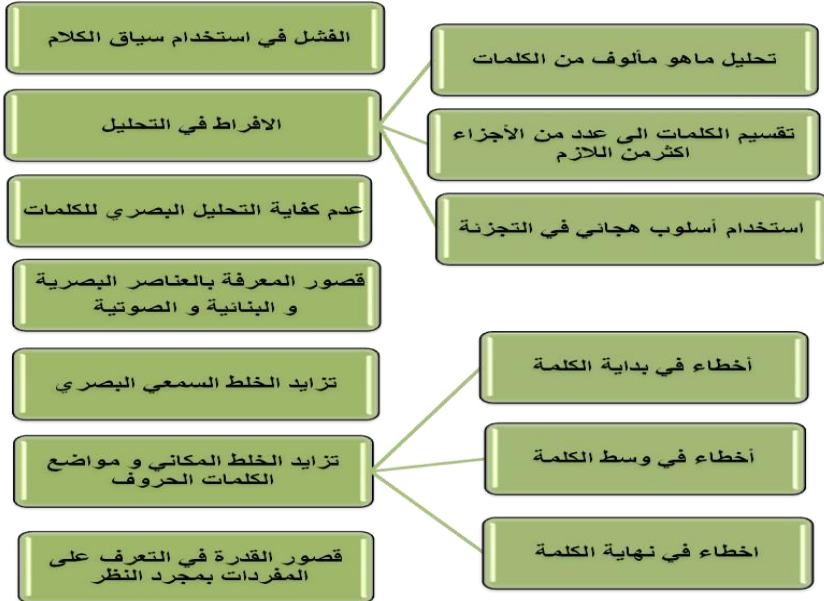 الفشل في استخدام سياق الكلام
الافراط في التحليل
تحليل ماهو مألوف من الكلمات
تقسيم الكلمات الى عدد من الأجزاء
اكثرمن اللازم
استخدام أسلوب هجائي في التجزئة
عدم كفاية التحليل البصري للكلمات
قصور المعرفة بالعناصر البصرية
و البنائية و الصوتية
تزايد الخلط السمعي البصري
تزايد الخلط المكاني و مواضع
الكلمات الحروف
أخطاء في بداية الكلمة
أخطاء في وسط الكلمة
اخطاء في نهاية الكلمة
قصور القدرة في التعرف على
المفردات بمجرد النظر